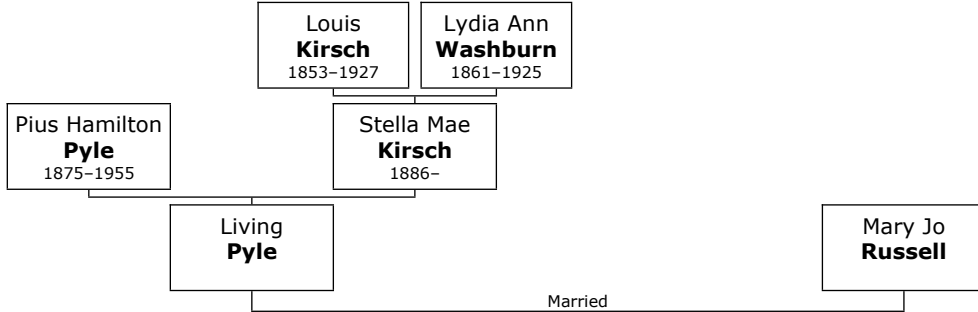 Louis
Kirsch
1853–1927
Lydia Ann
Washburn
1861–1925
Pius Hamilton
Pyle
1875–1955
Stella Mae
Kirsch
1886–
Living
Pyle
Mary Jo
Russell
Married